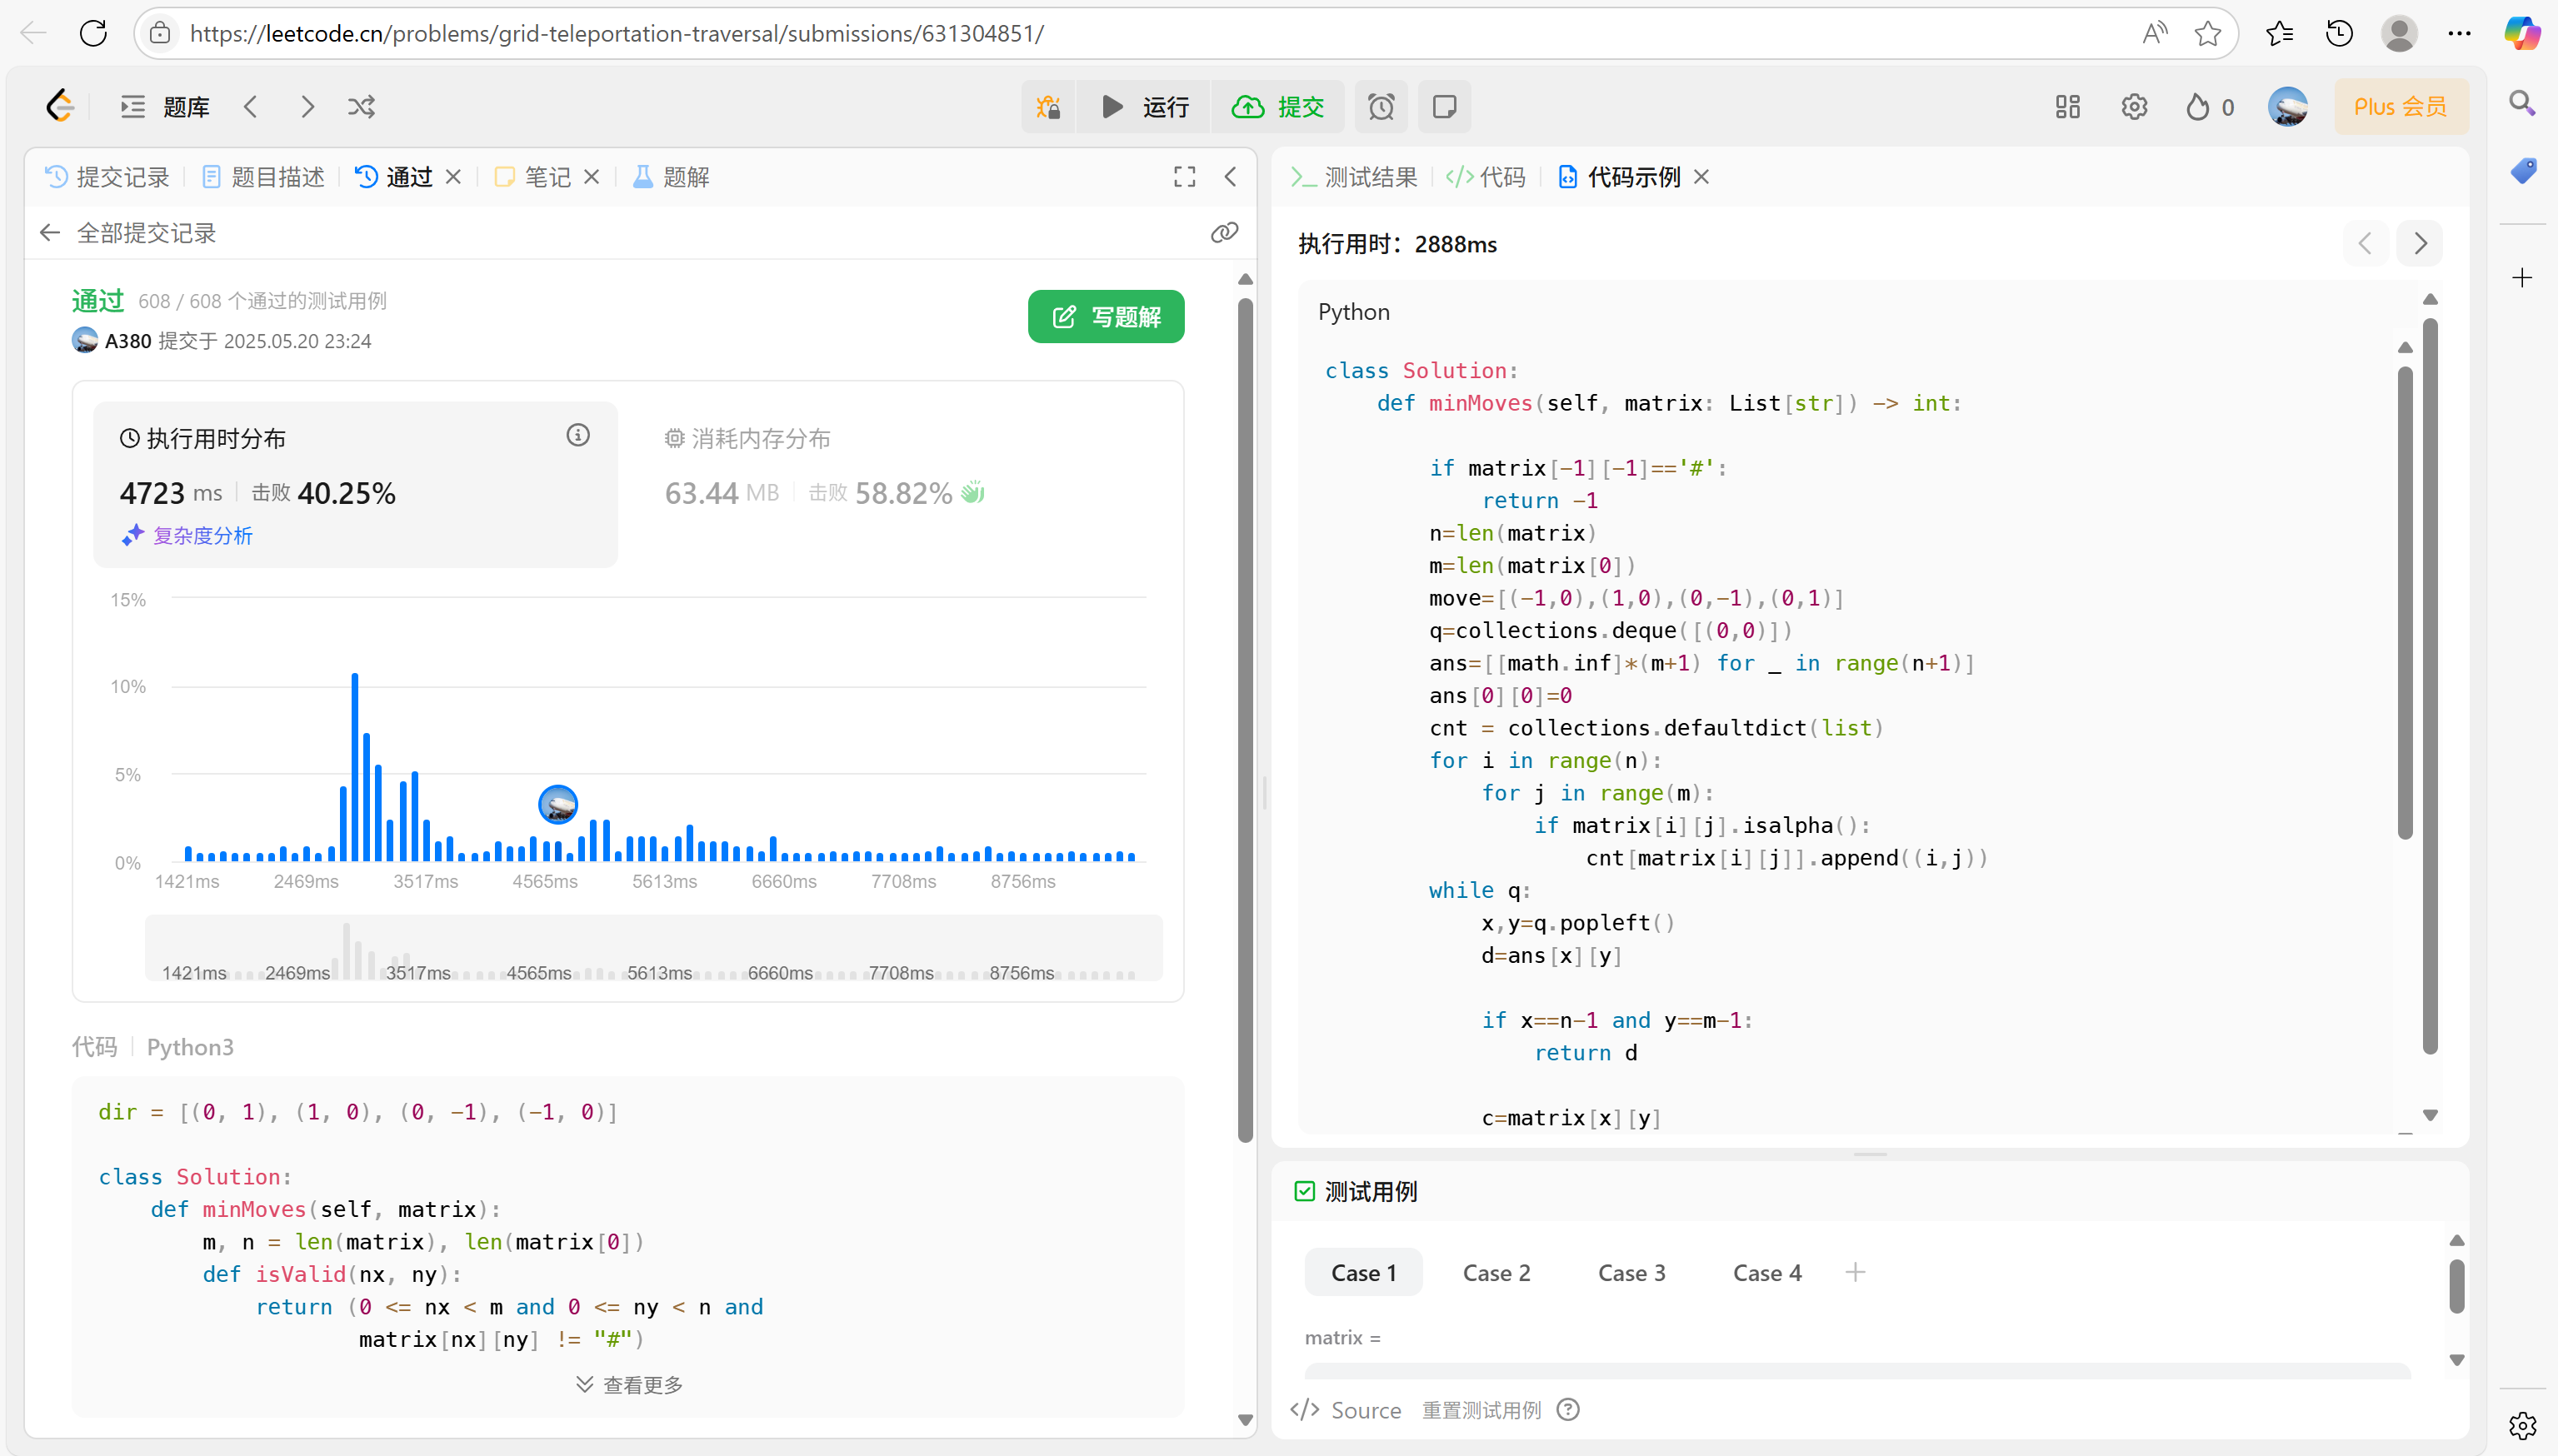 https://leetcode.cn/problems/grid-teleportation-traversal/submissions/631304851/
题库
运行
提交
0
Plus 会员
提交记录
题目描述
通过
笔记
题解
全部提交记录
通过 608 / 608 个通过的测试用例
A380 提交于 2025.05.20 23:24
写题解
执行用时分布
4723 ms 击败 40.25%
复杂度分析
消耗内存分布
63.44 MB 击败 58.82%
15%
10%
5%
0%
1421ms 2469ms 3517ms 4565ms 5613ms 6660ms 7708ms 8756ms
1421ms 2469ms 3517ms 4565ms 5613ms 6660ms 7708ms 8756ms
代码 Python3
dir = [(0, 1), (1, 0), (0, -1), (-1, 0)]
class Solution:
    def minMoves(self, matrix):
        m, n = len(matrix), len(matrix[0])
        def isValid(nx, ny):
            return (0 <= nx < m and 0 <= ny < n and
                    matrix[nx][ny] != "#")
查看更多
测试结果
代码
代码示例
执行用时：2888ms
Python
class Solution:
    def minMoves(self, matrix: List[str]) -> int:
        if matrix[-1][-1]=='#':
            return -1
        n=len(matrix)
        m=len(matrix[0])
        move=[(-1,0),(1,0),(0,-1),(0,1)]
        q=collections.deque([(0,0)])
        ans=[[math.inf]*(m+1) for _ in range(n+1)]
        ans[0][0]=0
        cnt = collections.defaultdict(list)
        for i in range(n):
            for j in range(m):
                if matrix[i][j].isalpha():
                    cnt[matrix[i][j]].append((i,j))
        while q:
            x,y=q.popleft()
            d=ans[x][y]
            if x==n-1 and y==m-1:
                return d
            c=matrix[x][y]
测试用例
Case 1
Case 2
Case 3
Case 4
matrix =
Source
重置测试用例